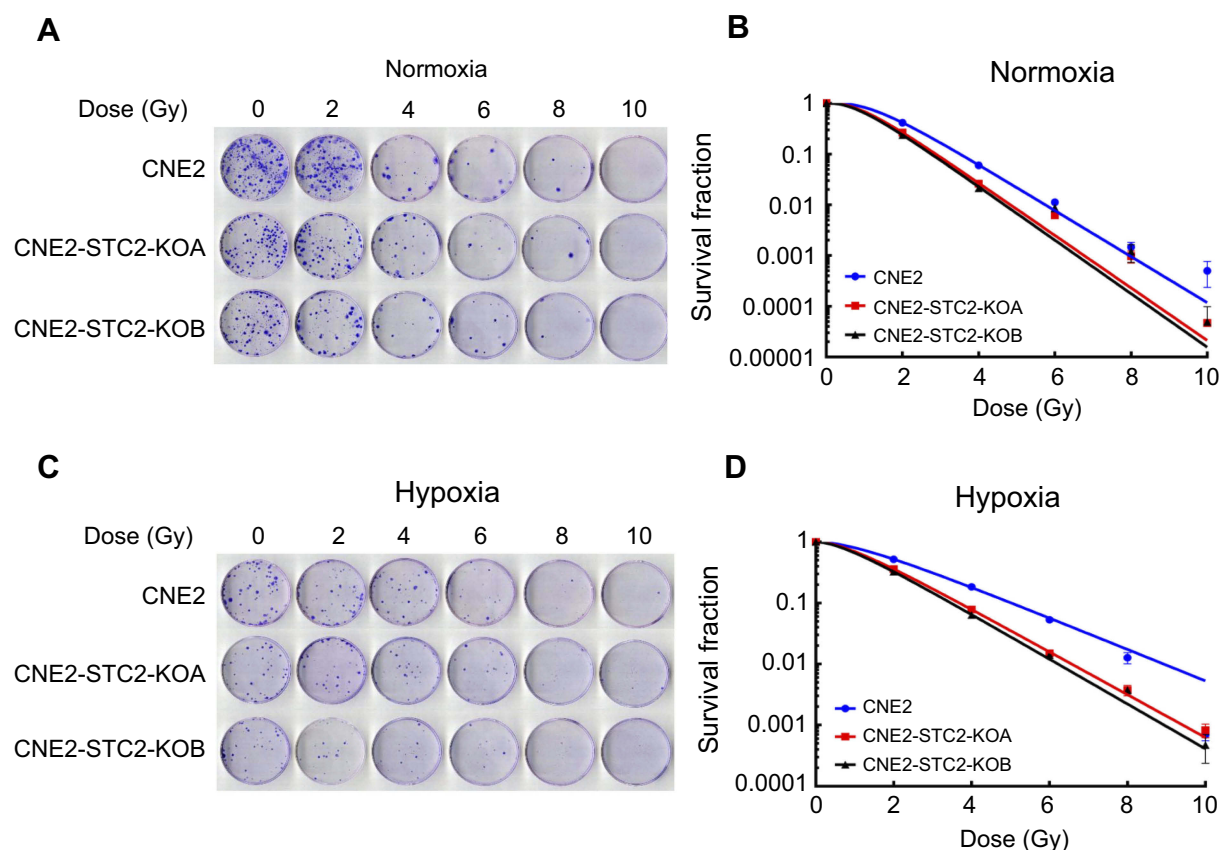 A
Normoxia
Dose (Gy) 0 2 4 6 8 10
CNE2
CNE2-STC2-KOA
CNE2-STC2-KOB
B
Normoxia
Survival fraction
1
0.1
0.01
0.001
0.0001
0.00001
CNE2
CNE2-STC2-KOA
CNE2-STC2-KOB
0 2 4 6 8 10
Dose (Gy)
C
Hypoxia
Dose (Gy) 0 2 4 6 8 10
CNE2
CNE2-STC2-KOA
CNE2-STC2-KOB
D
Hypoxia
Survival fraction
1
0.1
0.01
0.001
0.0001
CNE2
CNE2-STC2-KOA
CNE2-STC2-KOB
0 2 4 6 8 10
Dose (Gy)